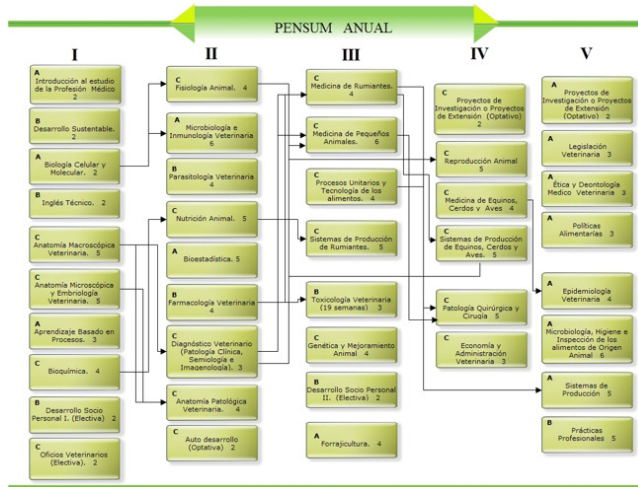 PENSUM ANUAL
I
II
III
IV
V
A
Introducción al estudio
de la Profesión Médico
2
B
Desarrollo Sustentable.
2
A
Biología Celular y
Molecular. 2
B
Inglés Técnico. 2
C
Anatomía Macroscópica
Veterinaria. 5
C
Anatomía Microscópica
y Embriología
Veterinaria. 5
A
Aprendizaje Basado en
Procesos. 3
C
Bioquímica. 4
B
Desarrollo Socio
Personal I. (Electiva) 2
C
Oficios Veterinarios
(Electiva). 2
C
Fisiología Animal. 4
A
Microbiología e
Inmunología Veterinaria
6
B
Parasitología Veterinaria
4
C
Nutrición Animal. 5
A
Bioestadística. 5
B
Farmacología Veterinaria
4
C
Diagnóstico Veterinario
(Patología Clínica,
Semiología e
Imagenología). 3
C
Anatomía Patológica
Veterinaria. 4
C
Auto desarrollo
(Optativa) 2
C
Medicina de Rumiantes.
4
C
Medicina de Pequeños
Animales. 6
C
Procesos Unitarios y
Tecnología de los
alimentos. 4
C
Sistemas de Producción
de Rumiantes. 5
B
Toxicología Veterinaria
(19 semanas) 3
C
Genética y Mejoramiento
Animal 4
B
Desarrollo Socio Personal
II. (Electiva) 2
A
Forrajicultura. 4
C
Proyectos de
Investigación o Proyectos
de Extensión (Optativo)
2
C
Reproducción Animal
5
C
Medicina de Equinos,
Cerdos y Aves 4
C
Sistemas de Producción
de Equinos, Cerdos y
Aves. 5
C
Patología Quirúrgica y
Cirugía 5
C
Economía y
Administración
Veterinaria 3
A
Proyectos de
Investigación o Proyectos
de Extensión
(Optativo) 2
A
Legislación
Veterinaria 3
A
Ética y Deontología
Medico Veterinaria 3
A
Políticas
Alimentarias 3
A
Epidemiología
Veterinaria 4
A
Microbiología, Higiene e
Inspección de los
alimentos de Origen
Animal 6
A
Sistemas de
Producción 5
B
Prácticas
Profesionales 5